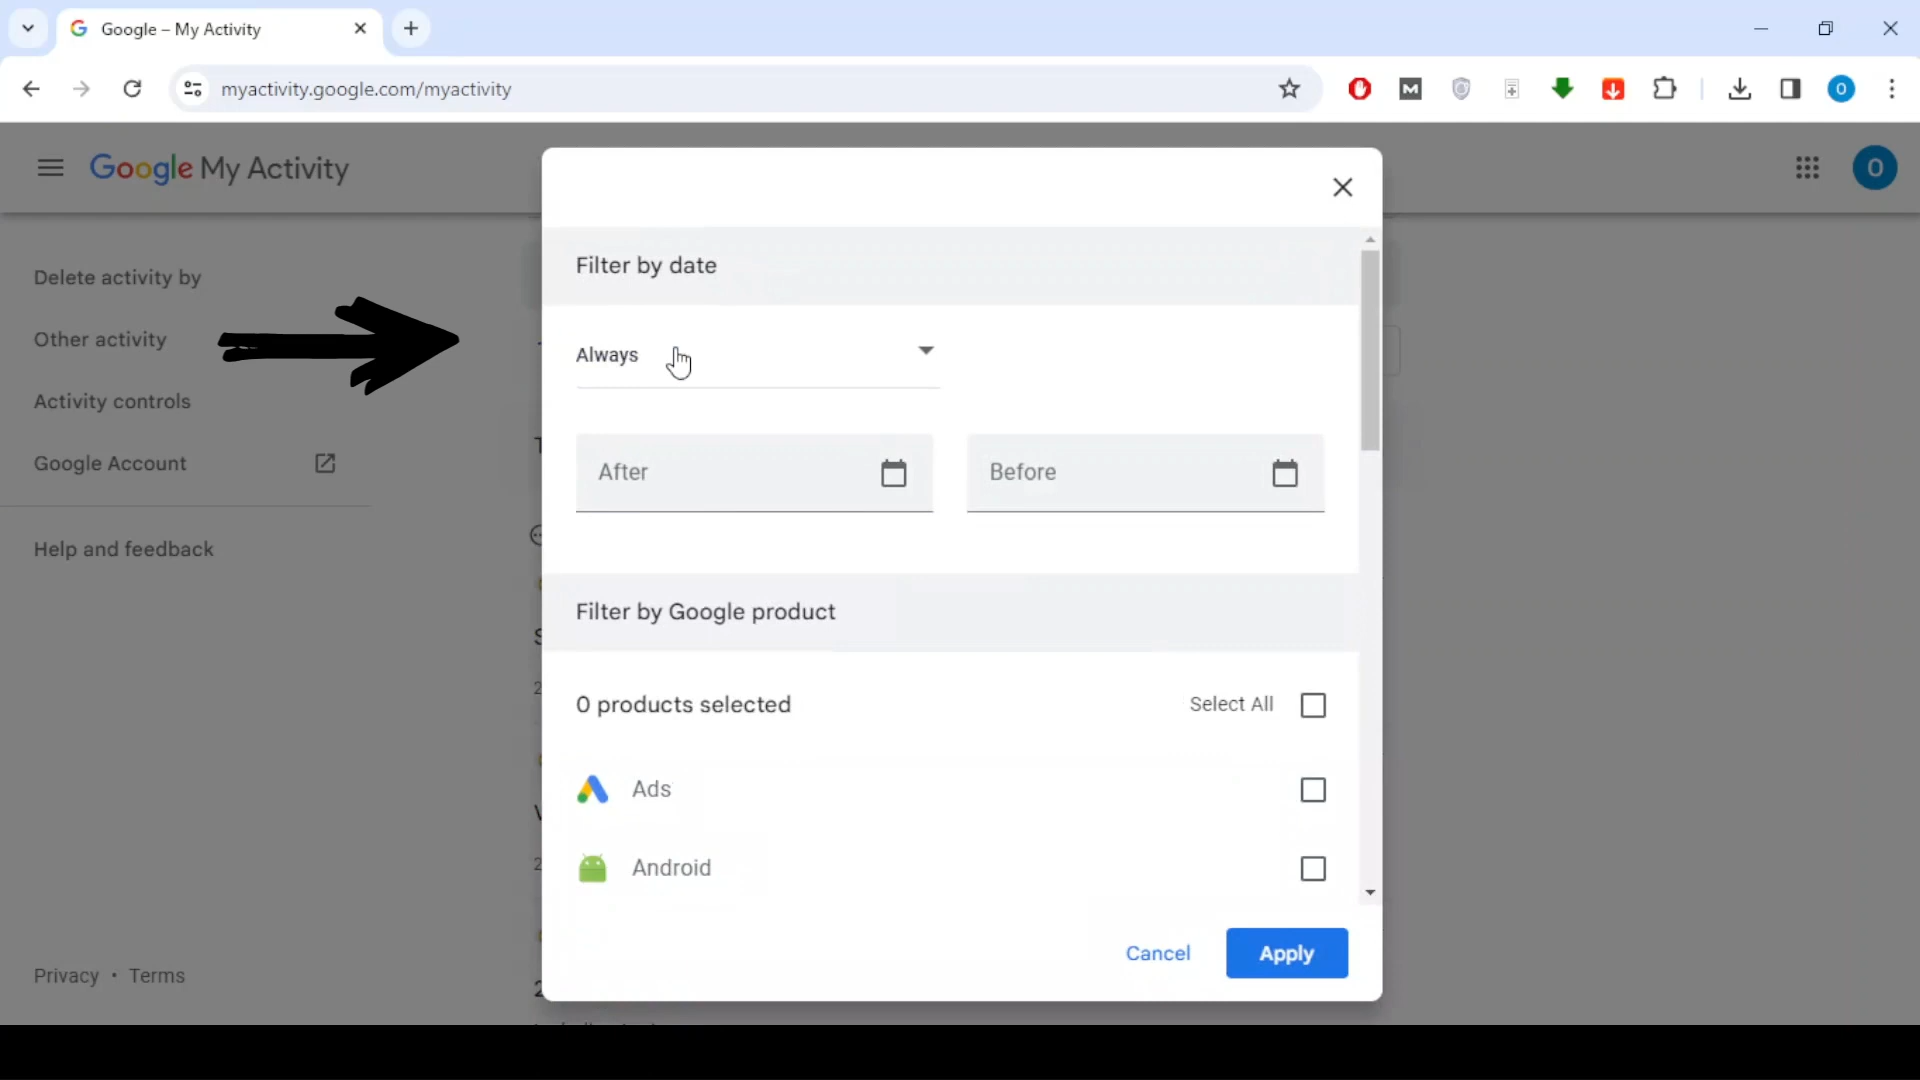 Google – My Activity
myactivity.google.com/myactivity
O
Google My Activity
O
Delete activity by
Other activity
Activity controls
Google Account
Help and feedback
Privacy • Terms
Filter by date
Always
After
Before
Filter by Google product
0 products selected
Select All
Ads
Android
Cancel
Apply